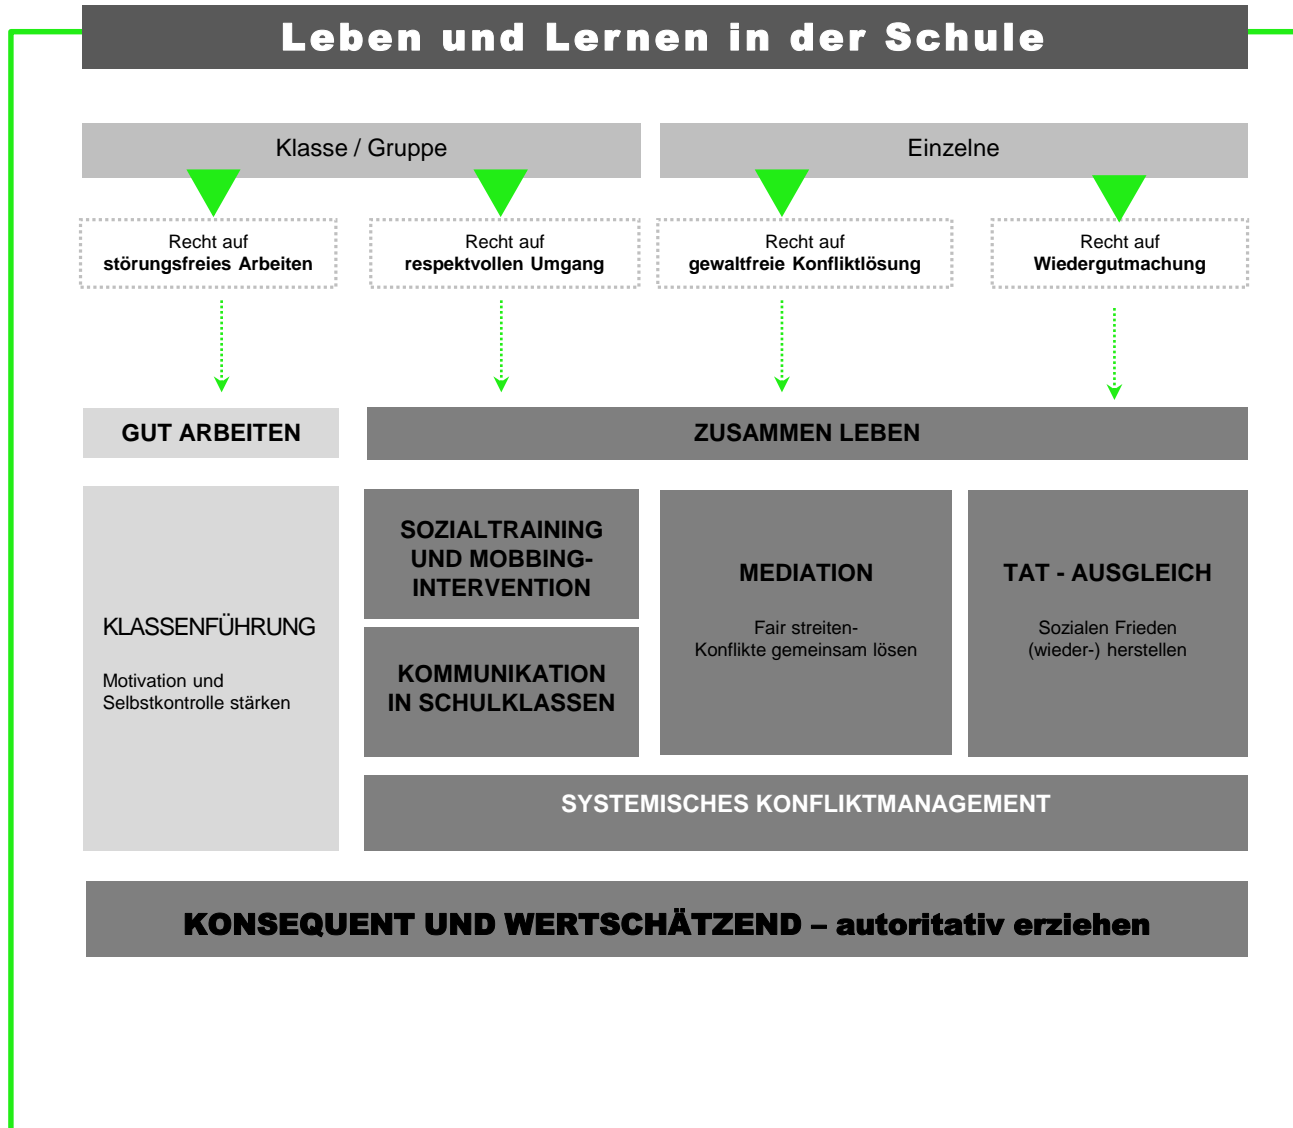 Leben und Lernen in der Schule
Klasse / Gruppe
Einzelne
Recht auf
störungsfreies Arbeiten
Recht auf
respektvollen Umgang
Recht auf
gewaltfreie Konfliktlösung
Recht auf
Wiedergutmachung
GUT ARBEITEN
ZUSAMMEN LEBEN
KLASSENFÜHRUNG
Motivation und
Selbstkontrolle stärken
SOZIALTRAINING
UND MOBBING-
INTERVENTION
KOMMUNIKATION
IN SCHULKLASSEN
MEDIATION
Fair streiten-
Konflikte gemeinsam lösen
TAT - AUSGLEICH
Sozialen Frieden
(wieder-) herstellen
SYSTEMISCHES KONFLIKTMANAGEMENT
KONSEQUENT UND WERTSCHÄTZEND – autoritativ erziehen